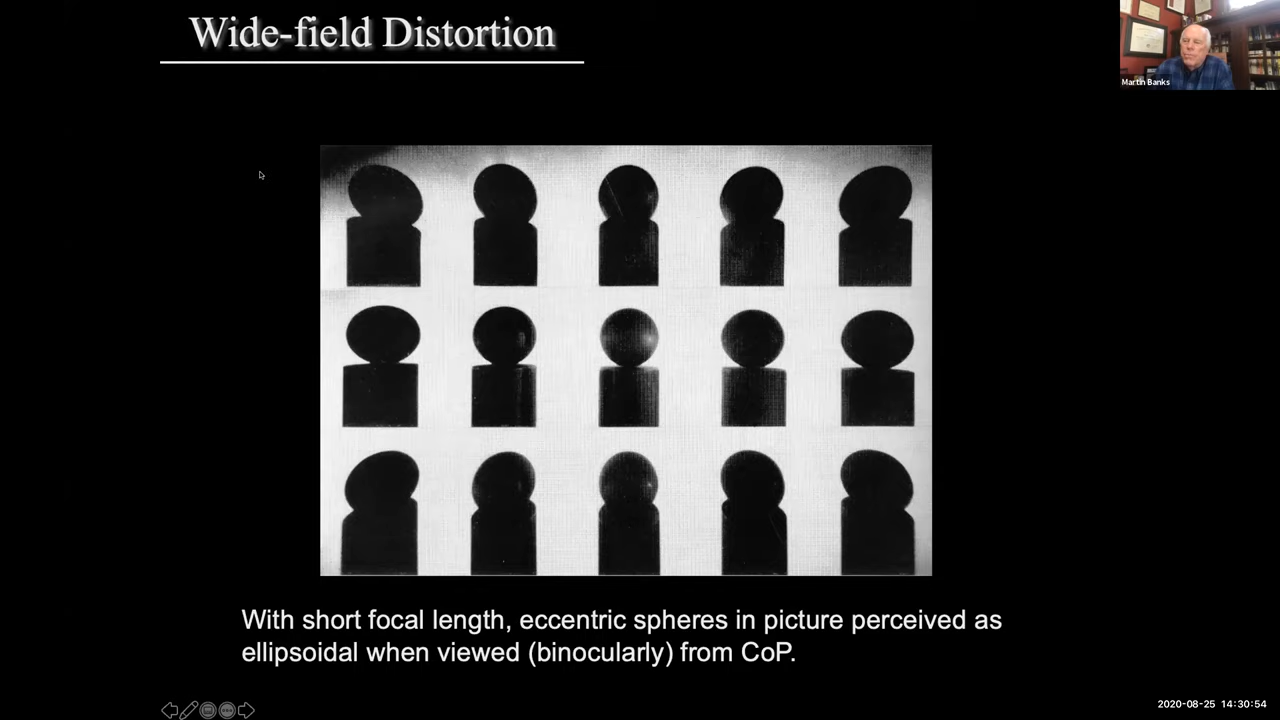 Wide-field Distortion
Martin Banks
With short focal length, eccentric spheres in picture perceived as
ellipsoidal when viewed (binocularly) from CoP.
2020-08-25 14:30:54